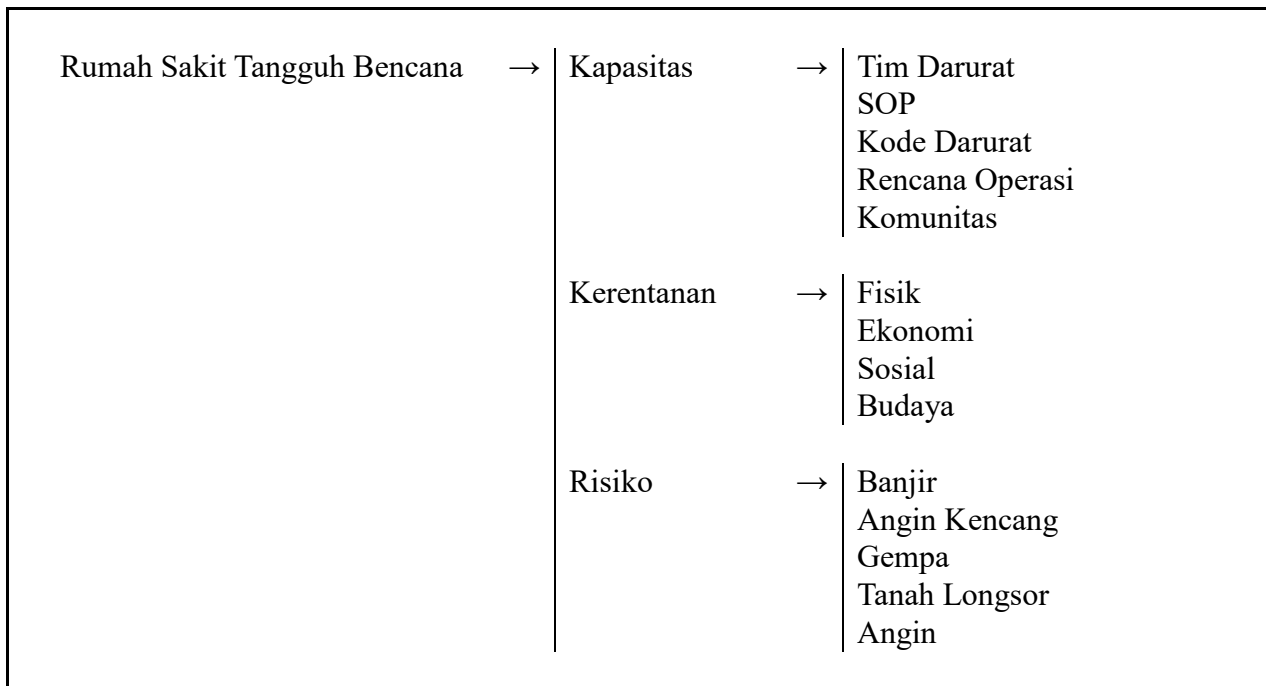 Rumah Sakit Tangguh Bencana → Kapasitas → Tim Darurat
SOP
Kode Darurat
Rencana Operasi
Komunitas
Kerentanan → Fisik
Ekonomi
Sosial
Budaya
Risiko → Banjir
Angin Kencang
Gempa
Tanah Longsor
Angin